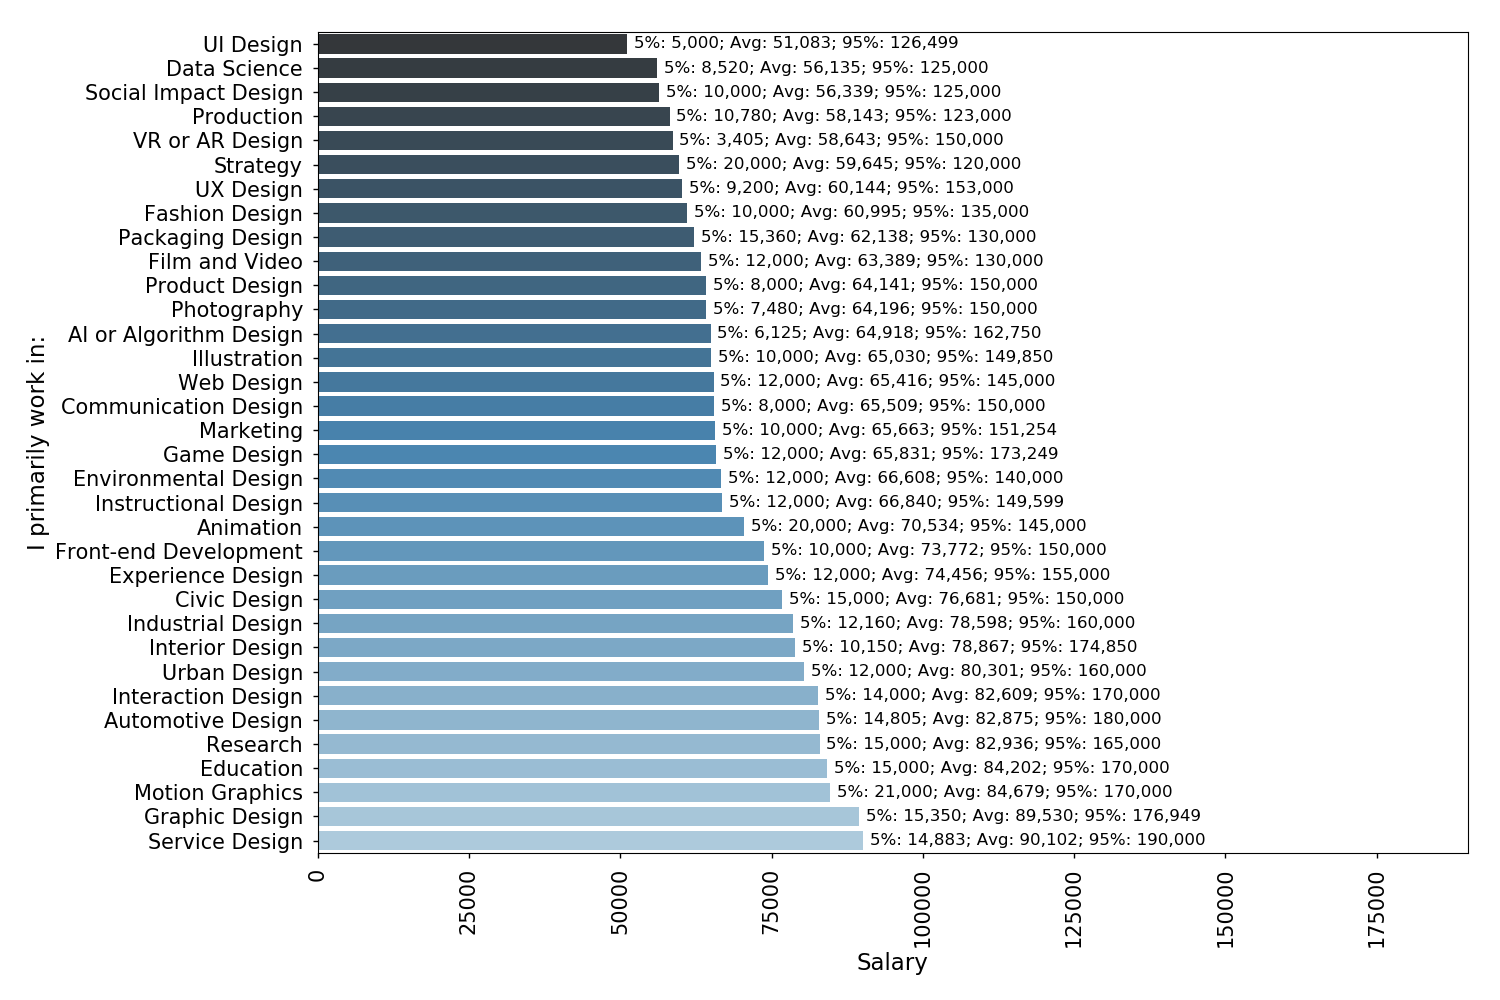 UI Design 5%: 5,000; Avg: 51,083; 95%: 126,499
Data Science 5%: 8,520; Avg: 56,135; 95%: 125,000
Social Impact Design 5%: 10,000; Avg: 56,339; 95%: 125,000
Production 5%: 10,780; Avg: 58,143; 95%: 123,000
VR or AR Design 5%: 3,405; Avg: 58,643; 95%: 150,000
Strategy 5%: 20,000; Avg: 59,645; 95%: 120,000
UX Design 5%: 9,200; Avg: 60,144; 95%: 153,000
Fashion Design 5%: 10,000; Avg: 60,995; 95%: 135,000
Packaging Design 5%: 15,360; Avg: 62,138; 95%: 130,000
Film and Video 5%: 12,000; Avg: 63,389; 95%: 130,000
Product Design 5%: 8,000; Avg: 64,141; 95%: 150,000
Photography 5%: 7,480; Avg: 64,196; 95%: 150,000
AI or Algorithm Design 5%: 6,125; Avg: 64,918; 95%: 162,750
Illustration 5%: 10,000; Avg: 65,030; 95%: 149,850
Web Design 5%: 12,000; Avg: 65,416; 95%: 145,000
Communication Design 5%: 8,000; Avg: 65,509; 95%: 150,000
Marketing 5%: 10,000; Avg: 65,663; 95%: 151,254
Game Design 5%: 12,000; Avg: 65,831; 95%: 173,249
Environmental Design 5%: 12,000; Avg: 66,608; 95%: 140,000
Instructional Design 5%: 12,000; Avg: 66,840; 95%: 149,599
Animation 5%: 20,000; Avg: 70,534; 95%: 145,000
Front-end Development 5%: 10,000; Avg: 73,772; 95%: 150,000
Experience Design 5%: 12,000; Avg: 74,456; 95%: 155,000
Civic Design 5%: 15,000; Avg: 76,681; 95%: 150,000
Industrial Design 5%: 12,160; Avg: 78,598; 95%: 160,000
Interior Design 5%: 10,150; Avg: 78,867; 95%: 174,850
Urban Design 5%: 12,000; Avg: 80,301; 95%: 160,000
Interaction Design 5%: 14,000; Avg: 82,609; 95%: 170,000
Automotive Design 5%: 14,805; Avg: 82,875; 95%: 180,000
Research 5%: 15,000; Avg: 82,936; 95%: 165,000
Education 5%: 15,000; Avg: 84,202; 95%: 170,000
Motion Graphics 5%: 21,000; Avg: 84,679; 95%: 170,000
Graphic Design 5%: 15,350; Avg: 89,530; 95%: 176,949
Service Design 5%: 14,883; Avg: 90,102; 95%: 190,000
I primarily work in:
0 25000 50000 75000 100000 125000 150000 175000
Salary